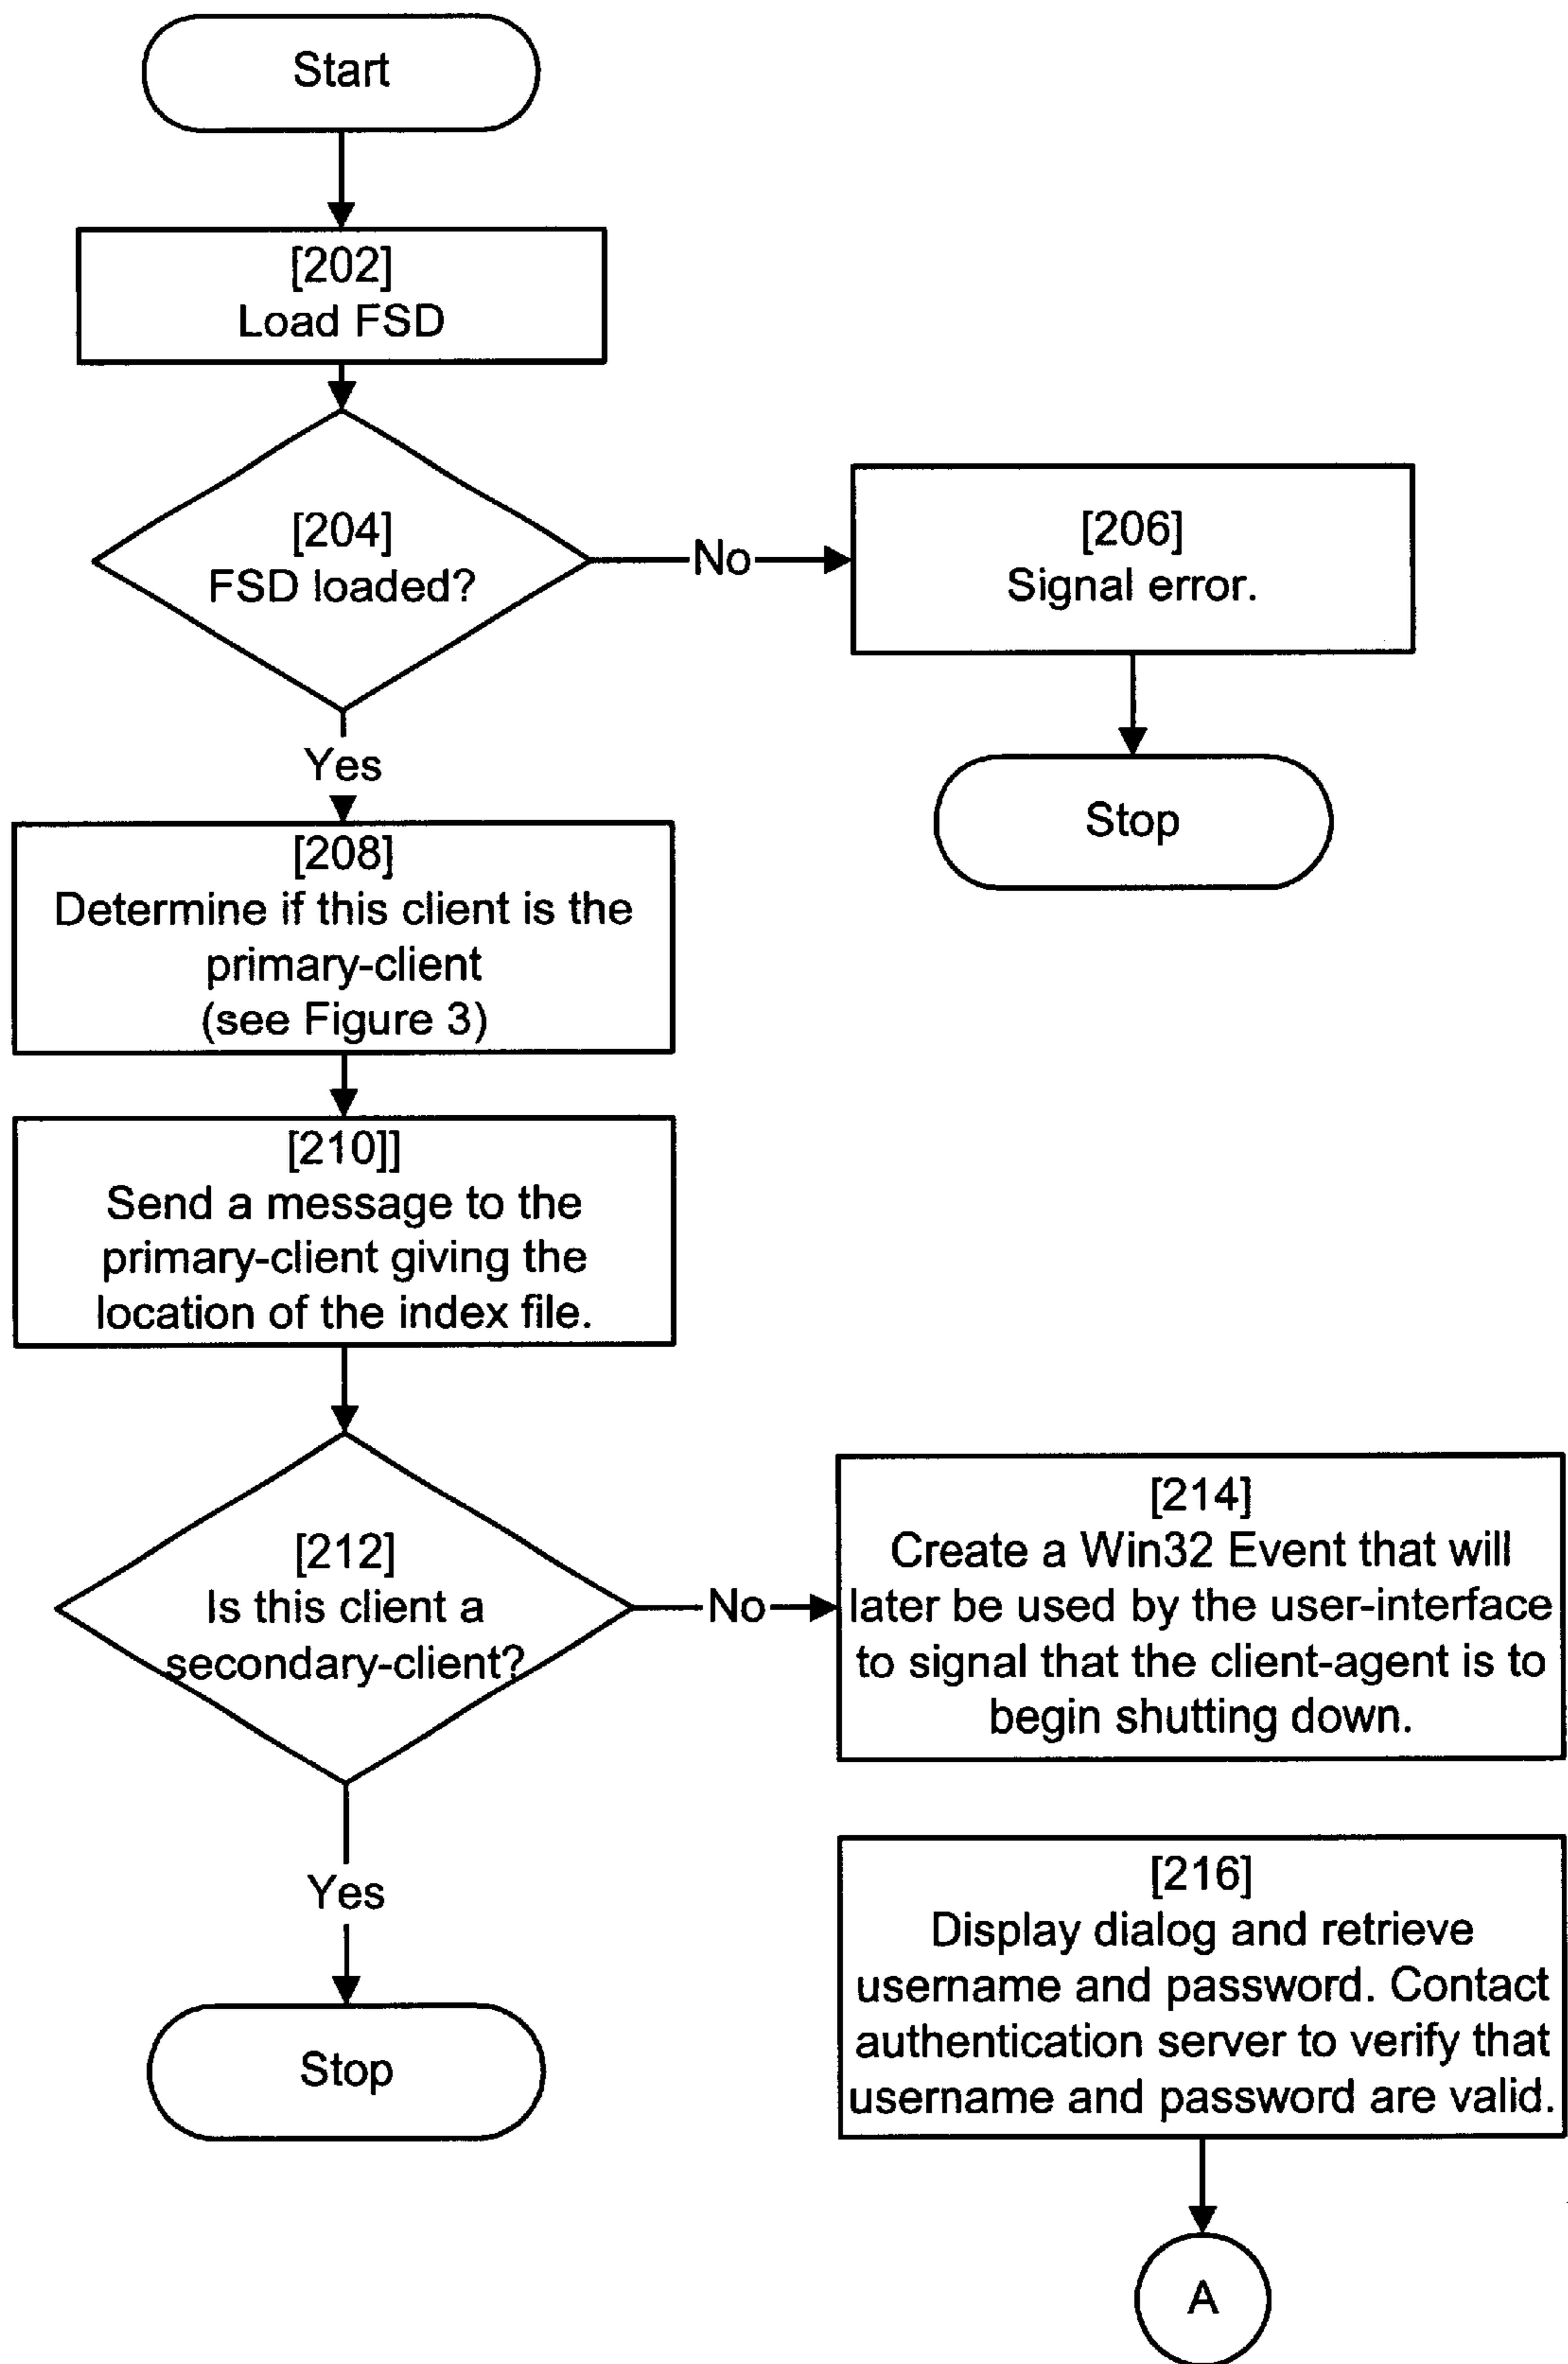 Start
[202]
Load FSD
[204]
FSD loaded?
No
[206]
Signal error.
Stop
Yes
[208]
Determine if this client is the
primary-client
(see Figure 3)
[210]]
Send a message to the
primary-client giving the
location of the index file.
[212]
Is this client a
secondary-client?
No
[214]
Create a Win32 Event that will
later be used by the user-interface
to signal that the client-agent is to
begin shutting down.
Yes
Stop
[216]
Display dialog and retrieve
username and password. Contact
authentication server to verify that
username and password are valid.
A